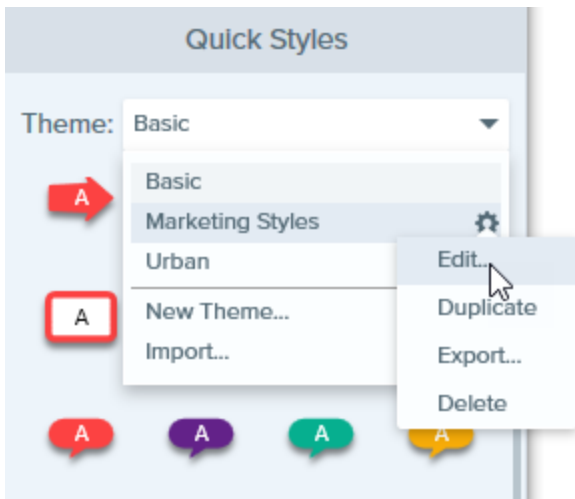 Quick Styles
Theme: Basic
A
Basic
Marketing Styles
Urban
A
New Theme...
Import...
Edit...
Duplicate
Export...
Delete
A A A A